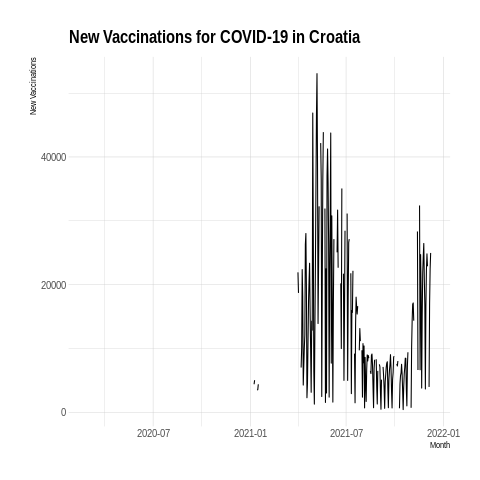 New Vaccinations for COVID-19 in Croatia
New Vaccinations
40000
20000
0
2020-07 2021-01 2021-07 2022-01
Month